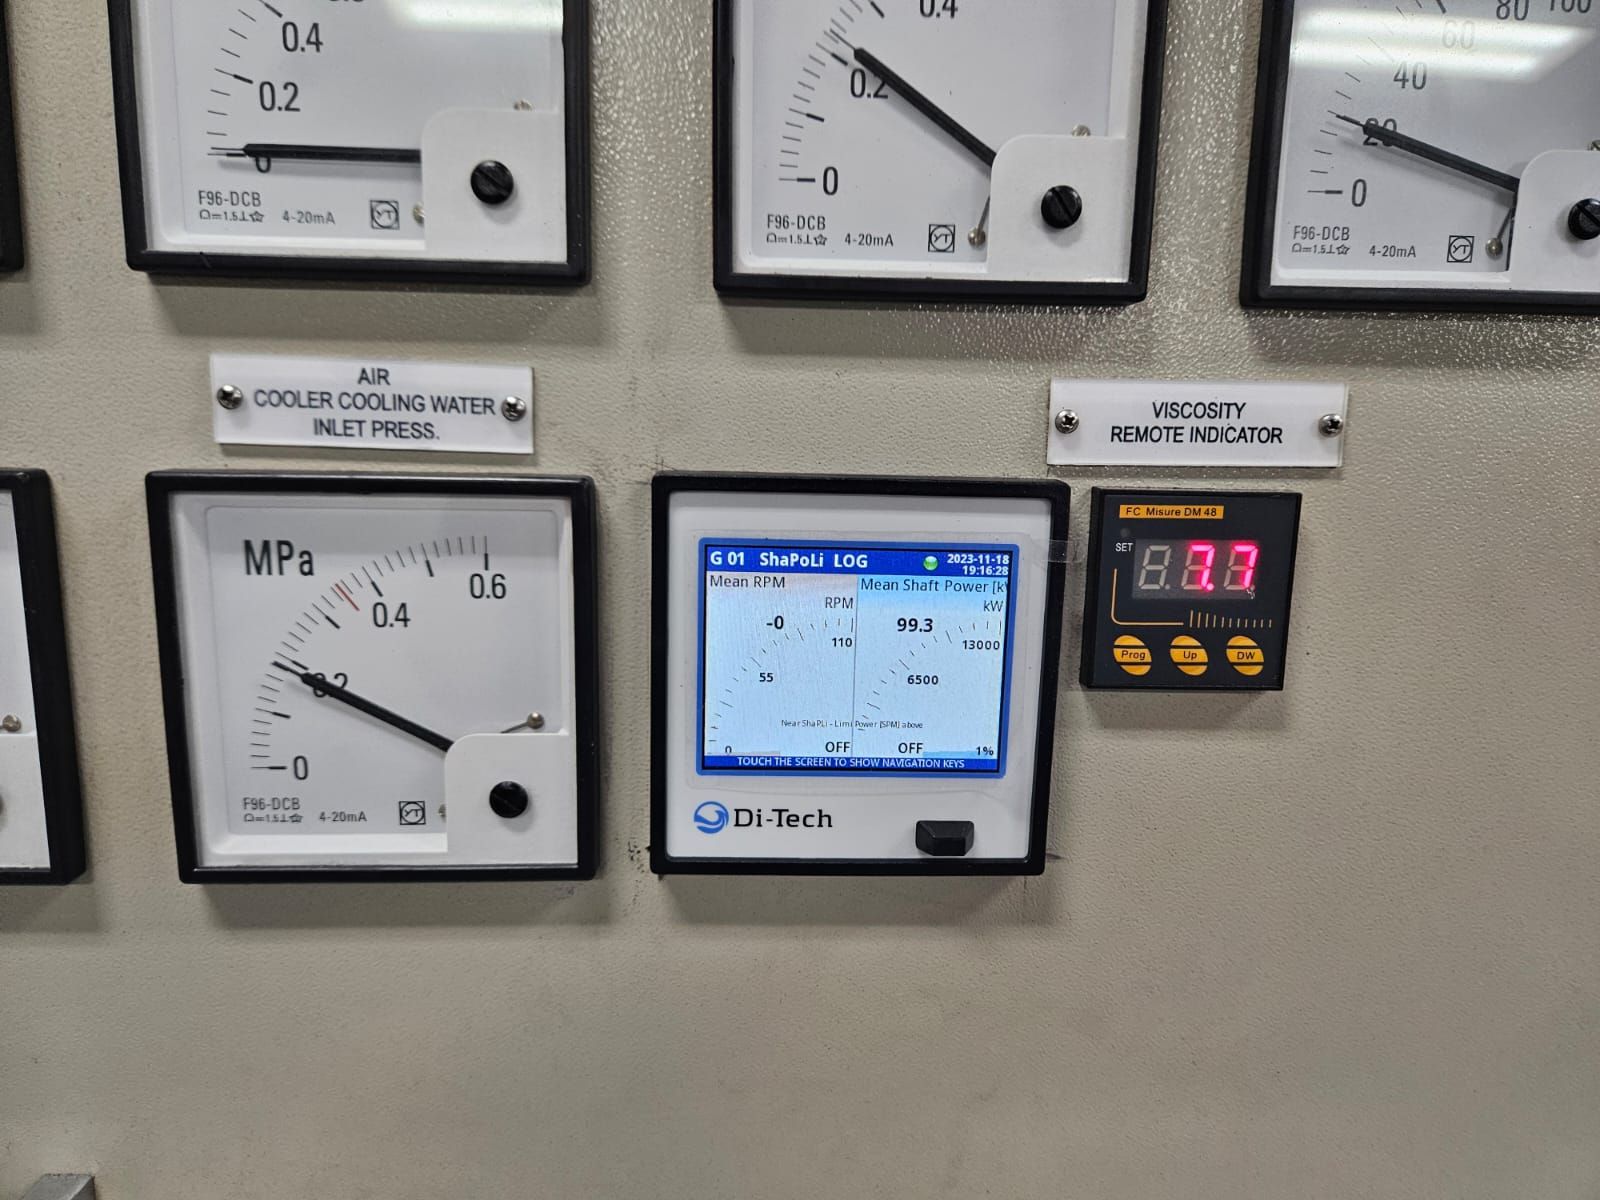 0.4
0.2
0
F96-DCB
4-20mA
0.4
0.2
0
F96-DCB
4-20mA
80 100
60
40
20
0
F96-DCB
4-20mA
AIR
COOLER COOLING WATER
INLET PRESS.
VISCOSITY
REMOTE INDICATOR
MPa
0.6
0.4
0.2
0
F96-DCB
4-20mA
G 01 ShaPoLi LOG 2023-11-18
19:16:28
Mean RPM
RPM
-0
110
55
0
OFF
Mean Shaft Power [k
kW
99.3
13000
6500
OFF
1%
TOUCH THE SCREEN TO SHOW NAVIGATION KEYS
Di-Tech
FC Misure DM 48
SET
7.7
Prog Up DW